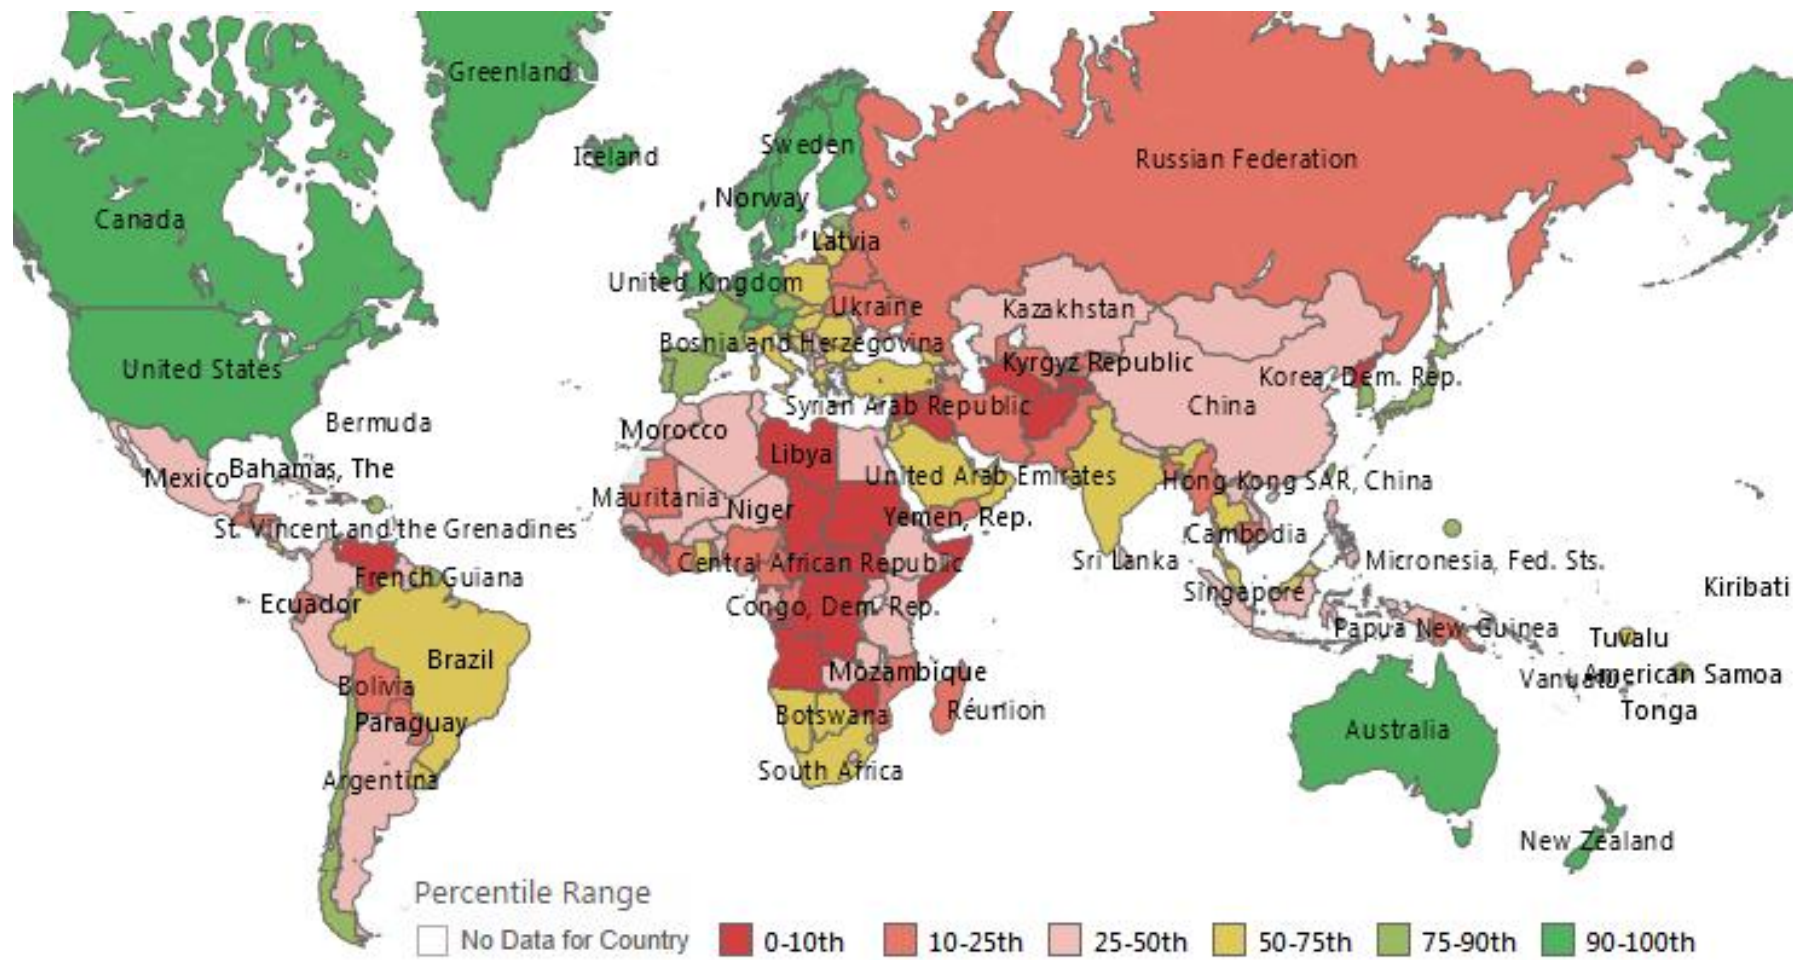 Greenland
Iceland
Sweden
Russian Federation
Norway
Canada
Latvia
United Kingdom
Ukraine
Kazakhstan
Bosnia and Herzegovina
United States
Kyrgyz Republic
Korea, Dem. Rep.
Syrian Arab Republic
China
Bermuda
Morocco
Libya
Mexico
Bahamas, The
United Arab Emirates
Hong Kong SAR, China
Mauritania
Niger
Yemen, Rep.
St. Vincent and the Grenadines
Cambodia
Central African Republic
Sri Lanka
Micronesia, Fed. Sts.
French Guiana
Kiribati
Ecuador
Congo, Dem. Rep.
Singapore
Papua New Guinea
Tuvalu
Brazil
Mozambique
Vanuatu
American Samoa
Bolivia
Réunion
Tonga
Botswana
Paraguay
Australia
South Africa
Argentina
New Zealand
Percentile Range
No Data for Country 0-10th 10-25th 25-50th 50-75th 75-90th 90-100th